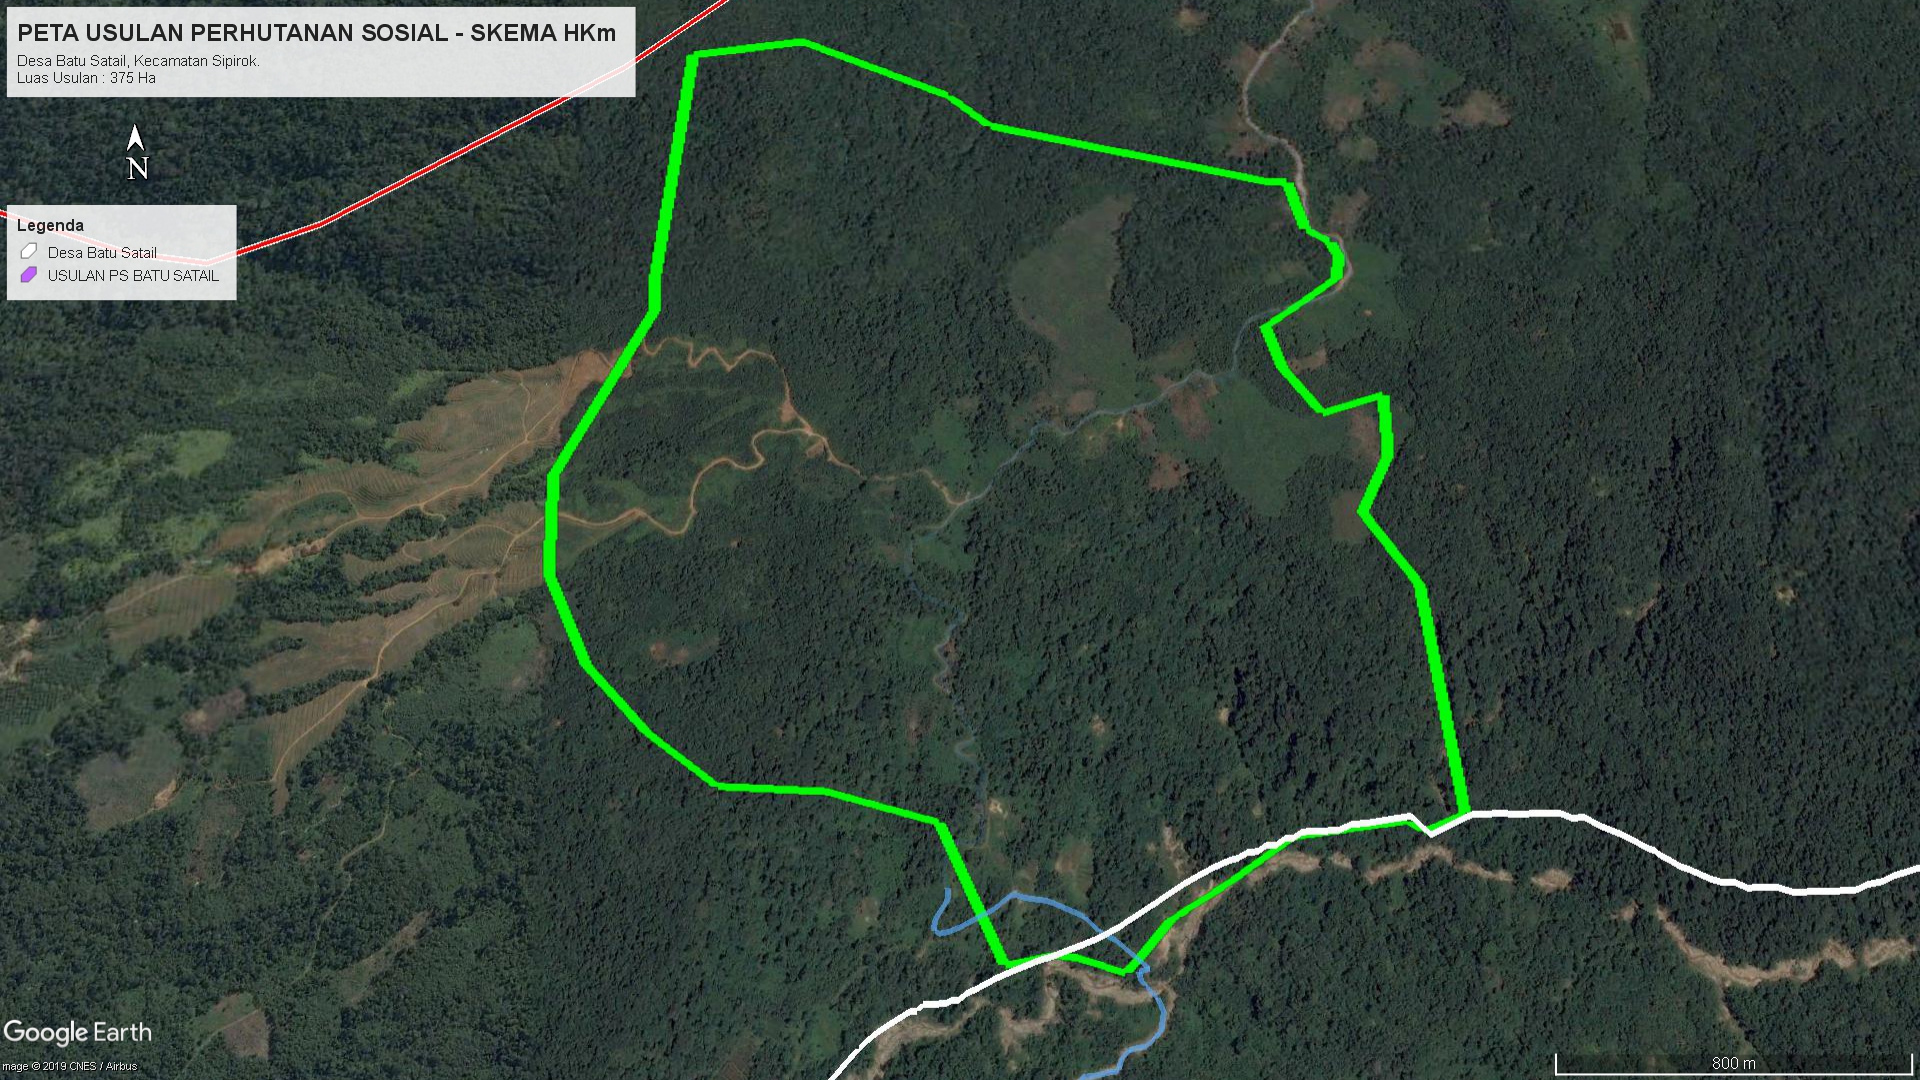 PETA USULAN PERHUTANAN SOSIAL - SKEMA HKm
Desa Batu Satail, Kecamatan Sipirok.
Luas Usulan : 375 Ha
N
Legenda
Desa Batu Satail
USULAN PS BATU SATAIL
Google Earth
mage © 2019 CNES / Airbus
800 m